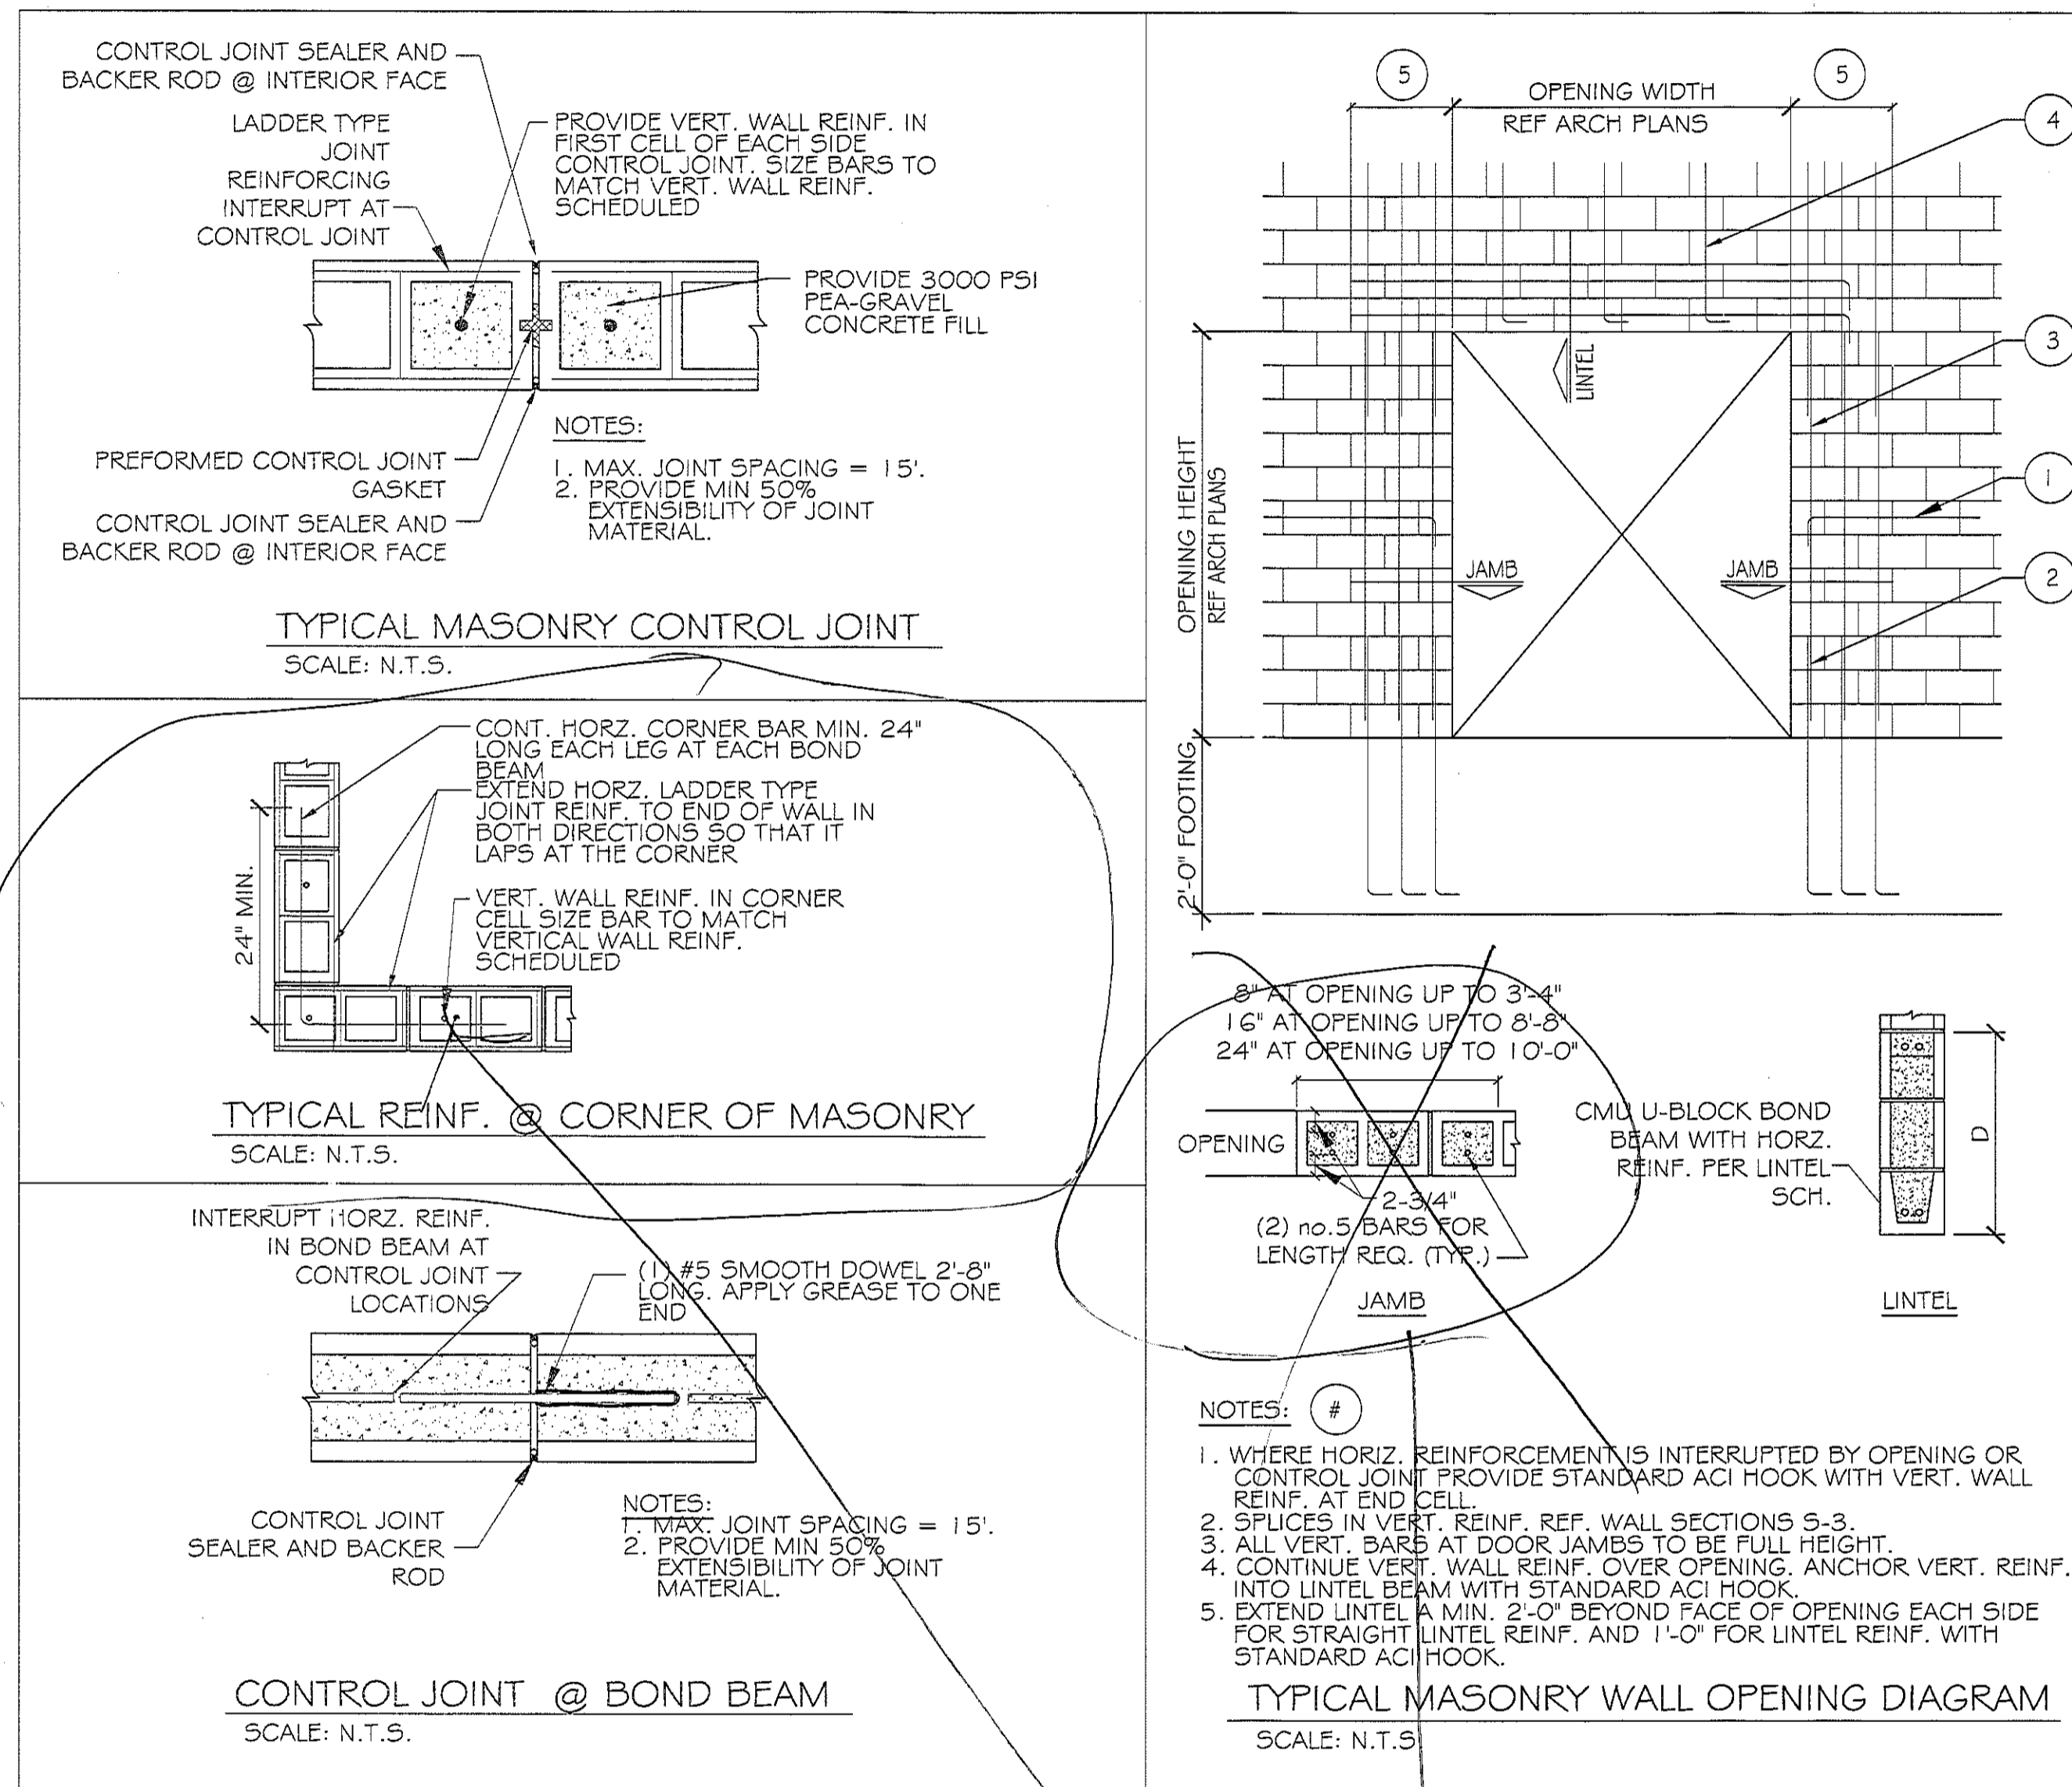 CONTROL JOINT SEALER AND
BACKER ROD @ INTERIOR FACE
LADDER TYPE
JOINT
REINFORCING
INTERRUPT AT
CONTROL JOINT
PROVIDE VERT. WALL REINF. IN
FIRST CELL OF EACH SIDE
CONTROL JOINT. SIZE BARS TO
MATCH VERT. WALL REINF.
SCHEDULED
PROVIDE 3000 PSI
PEA-GRAVEL
CONCRETE FILL
PREFORMED CONTROL JOINT
GASKET
CONTROL JOINT SEALER AND
BACKER ROD @ INTERIOR FACE
NOTES:
1. MAX. JOINT SPACING = 15'.
2. PROVIDE MIN 50%
EXTENSIBILITY OF JOINT
MATERIAL.
TYPICAL MASONRY CONTROL JOINT
SCALE: N.T.S.
CONT. HORZ. CORNER BAR MIN. 24"
LONG EACH LEG AT EACH BOND
BEAM
EXTEND HORZ. LADDER TYPE
JOINT REINF. TO END OF WALL IN
BOTH DIRECTIONS SO THAT IT
LAPS AT THE CORNER
VERT. WALL REINF. IN CORNER
CELL SIZE BAR TO MATCH
VERTICAL WALL REINF.
SCHEDULED
24" MIN.
TYPICAL REINF. @ CORNER OF MASONRY
SCALE: N.T.S.
INTERRUPT HORZ. REINF.
IN BOND BEAM AT
CONTROL JOINT
LOCATIONS
(1) #5 SMOOTH DOWEL 2'-8"
LONG. APPLY GREASE TO ONE
END
CONTROL JOINT
SEALER AND BACKER
ROD
NOTES:
1. MAX. JOINT SPACING = 15'.
2. PROVIDE MIN 50%
EXTENSIBILITY OF JOINT
MATERIAL.
CONTROL JOINT @ BOND BEAM
SCALE: N.T.S.
5
5
OPENING WIDTH
REF ARCH PLANS
4
3
1
2
LINTEL
OPENING HEIGHT
REF ARCH PLANS
JAMB
JAMB
2'-0" FOOTING
8" AT OPENING UP TO 3'-4"
16" AT OPENING UP TO 8'-8"
24" AT OPENING UP TO 10'-0"
OPENING
2-3/4"
(2) no.5 BARS FOR
LENGTH REQ. (TYP.)
JAMB
CMU U-BLOCK BOND
BEAM WITH HORZ.
REINF. PER LINTEL
SCH.
D
LINTEL
NOTES: #
1. WHERE HORIZ. REINFORCEMENT IS INTERRUPTED BY OPENING OR
CONTROL JOINT PROVIDE STANDARD ACI HOOK WITH VERT. WALL
REINF. AT END CELL.
2. SPLICES IN VERT. REINF. REF. WALL SECTIONS S-3.
3. ALL VERT. BARS AT DOOR JAMBS TO BE FULL HEIGHT.
4. CONTINUE VERT. WALL REINF. OVER OPENING. ANCHOR VERT. REINF.
INTO LINTEL BEAM WITH STANDARD ACI HOOK.
5. EXTEND LINTEL A MIN. 2'-0" BEYOND FACE OF OPENING EACH SIDE
FOR STRAIGHT LINTEL REINF. AND 1'-0" FOR LINTEL REINF. WITH
STANDARD ACI HOOK.
TYPICAL MASONRY WALL OPENING DIAGRAM
SCALE: N.T.S